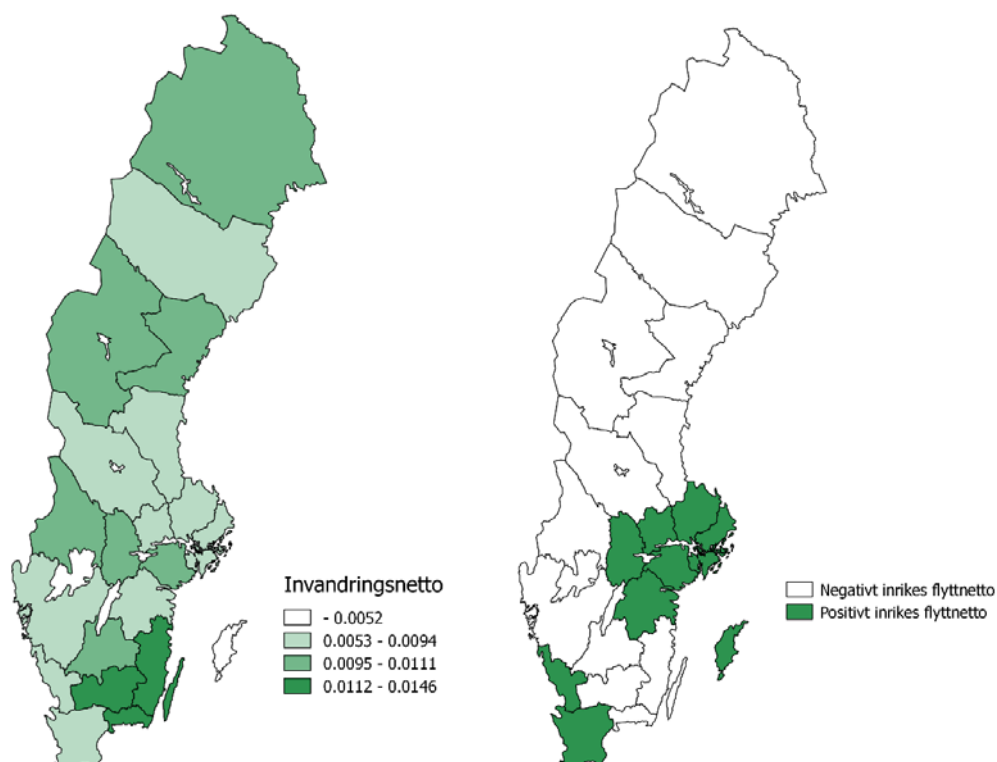 Invandringsnetto
- 0.0052
0.0053 - 0.0094
0.0095 - 0.0111
0.0112 - 0.0146
Negativt inrikes flyttnetto
Positivt inrikes flyttnetto